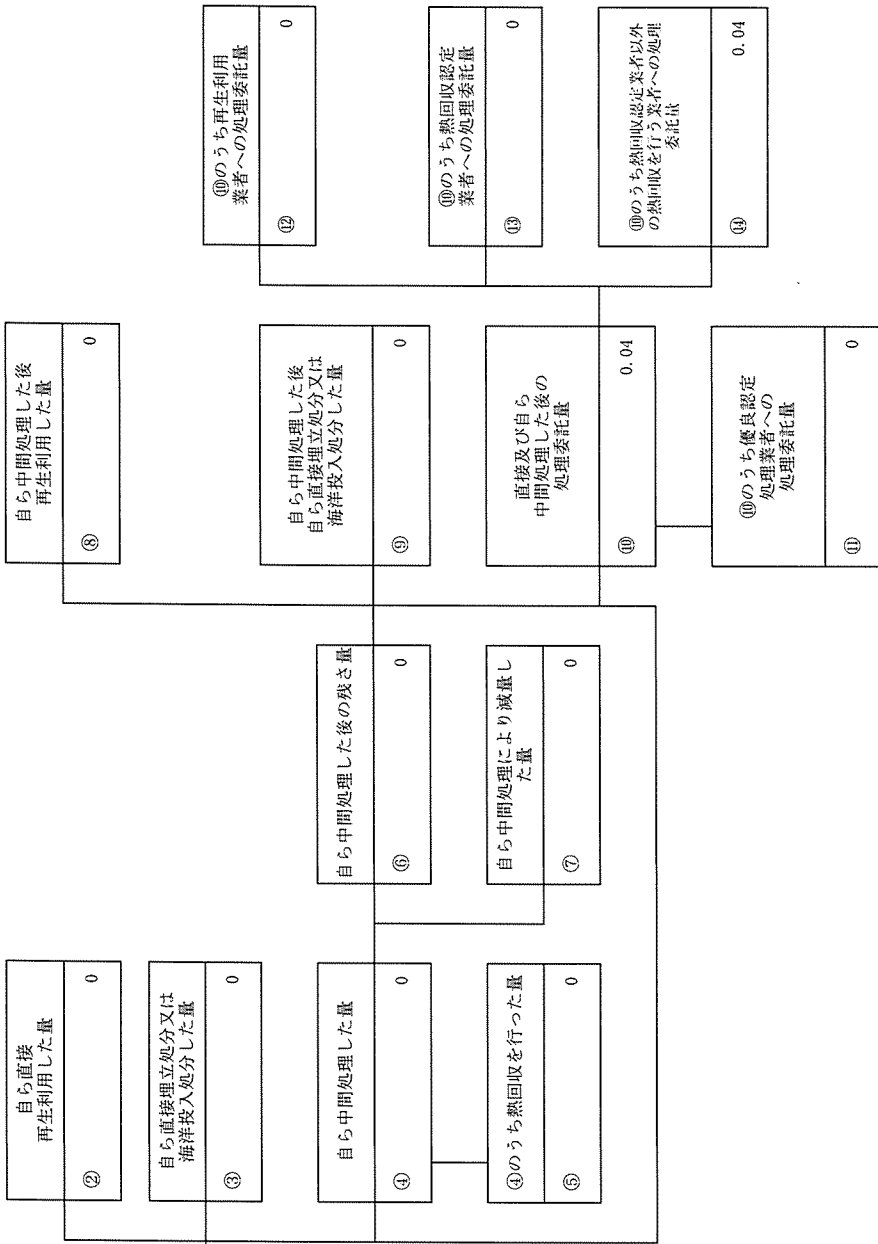 自ら直接
再生利用した量
② 0
自ら直接埋立処分又は
海洋投入処分した量
③ 0
自ら中間処理した量
④ 0
④のうち熱回収を行った量
⑤ 0
自ら中間処理した後の残さ量
⑥ 0
自ら中間処理により減量し
た量
⑦ 0
自ら中間処理した後
再生利用した量
⑧ 0
自ら中間処理した後
自ら直接埋立処分又は
海洋投入処分した量
⑨ 0
直接及び自ら
中間処理した後の
処理委託量
⑩ 0.04
⑩のうち優良認定
処理業者への
処理委託量
⑪ 0
⑩のうち再生利用
業者への処理委託量
⑫ 0
⑩のうち熱回収認定
業者への処理委託量
⑬ 0
⑩のうち熱回収認定業者以外
の熱回収を行う業者への処理
委託量
⑭ 0.04